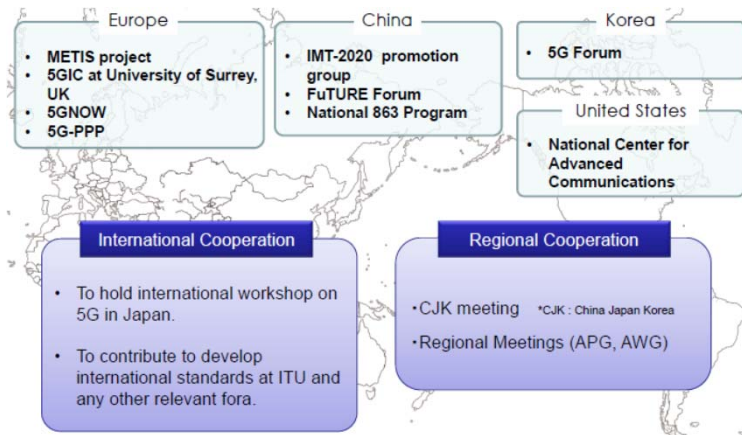 Europe
• METIS project
• 5GIC at University of Surrey,
UK
• 5GNOW
• 5G-PPP
China
• IMT-2020 promotion
group
• FuTURE Forum
• National 863 Program
Korea
• 5G Forum
United States
• National Center for
Advanced
Communications
International Cooperation
• To hold international workshop on
5G in Japan.
• To contribute to develop
international standards at ITU and
any other relevant fora.
Regional Cooperation
•CJK meeting *CJK : China Japan Korea
•Regional Meetings (APG, AWG)